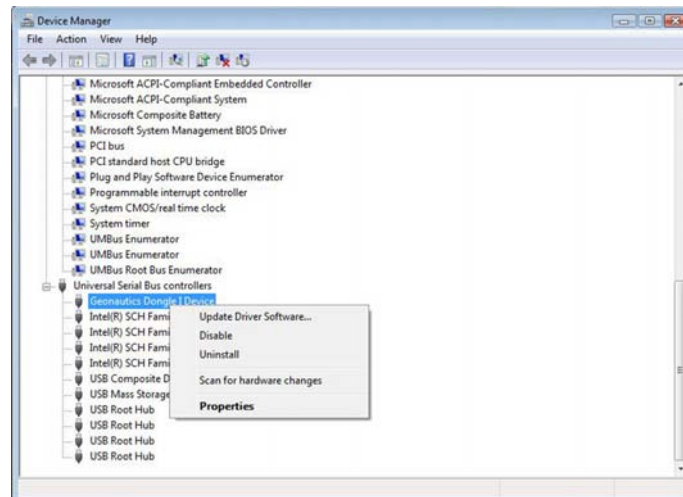 Device Manager
File Action View Help
Microsoft ACPI-Compliant Embedded Controller
Microsoft ACPI-Compliant System
Microsoft Composite Battery
Microsoft System Management BIOS Driver
PCI bus
PCI standard host CPU bridge
Plug and Play Software Device Enumerator
Programmable interrupt controller
System CMOS/real time clock
System timer
UMBus Enumerator
UMBus Enumerator
UMBus Root Bus Enumerator
Universal Serial Bus controllers
Geonautics Dongle I Device
Intel(R) SCH Fami
Intel(R) SCH Fami
Intel(R) SCH Fami
Intel(R) SCH Fami
USB Composite D
USB Mass Storage
USB Root Hub
USB Root Hub
USB Root Hub
USB Root Hub
Update Driver Software...
Disable
Uninstall
Scan for hardware changes
Properties